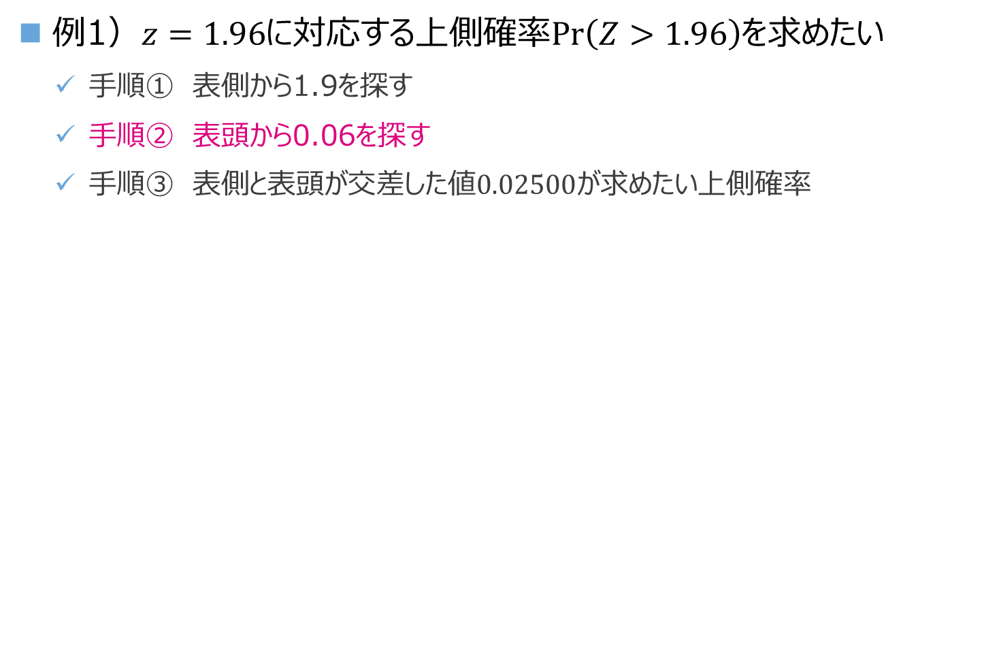 例1）z = 1.96に対応する上側確率Pr(Z > 1.96)を求めたい
手順①　表側から1.9を探す
手順②　表頭から0.06を探す
手順③　表側と表頭が交差した値0.02500が求めたい上側確率